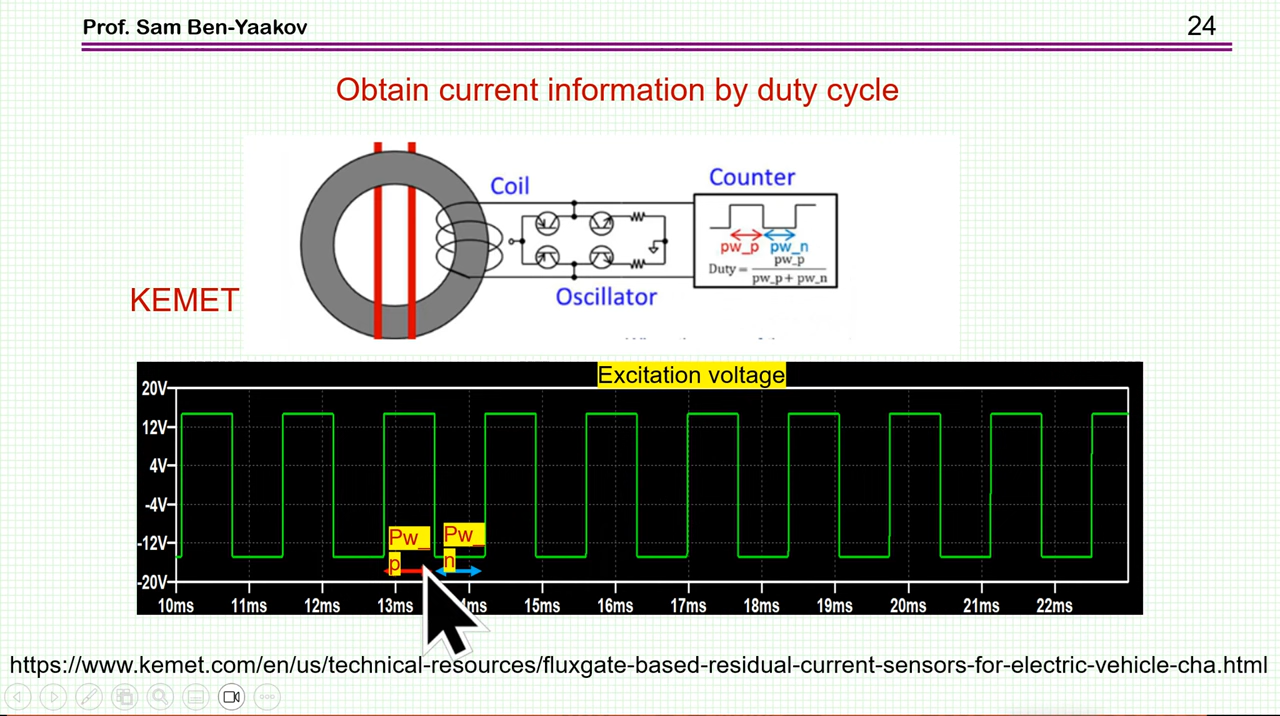 Prof. Sam Ben-Yaakov
24
Obtain current information by duty cycle
Coil
Counter
pw_p pw_n
Duty = pw_p
pw_p + pw_n
Oscillator
KEMET
Excitation voltage
20V
12V
4V
-4V
-12V
-20V
Pw_
p
Pw_
n
10ms 11ms 12ms 13ms 15ms 16ms 17ms 18ms 19ms 20ms 21ms 22ms
https://www.kemet.com/en/us/technical-resources/fluxgate-based-residual-current-sensors-for-electric-vehicle-cha.html